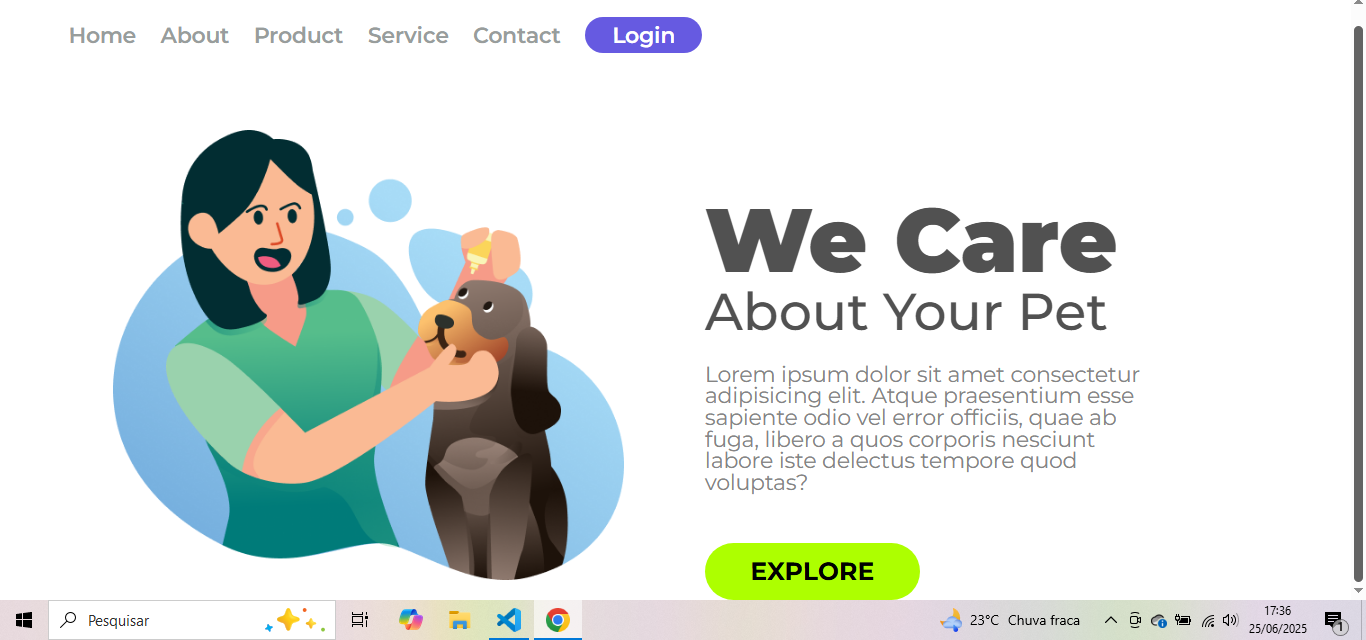 Home About Product Service Contact Login
We Care
About Your Pet
Lorem ipsum dolor sit amet consectetur
adipisicing elit. Atque praesentium esse
sapiente odio vel error officiis, quae ab
fuga, libero a quos corporis nesciunt
labore iste delectus tempore quod
voluptas?
EXPLORE
Pesquisar
23°C Chuva fraca
17:36
25/06/2025
1